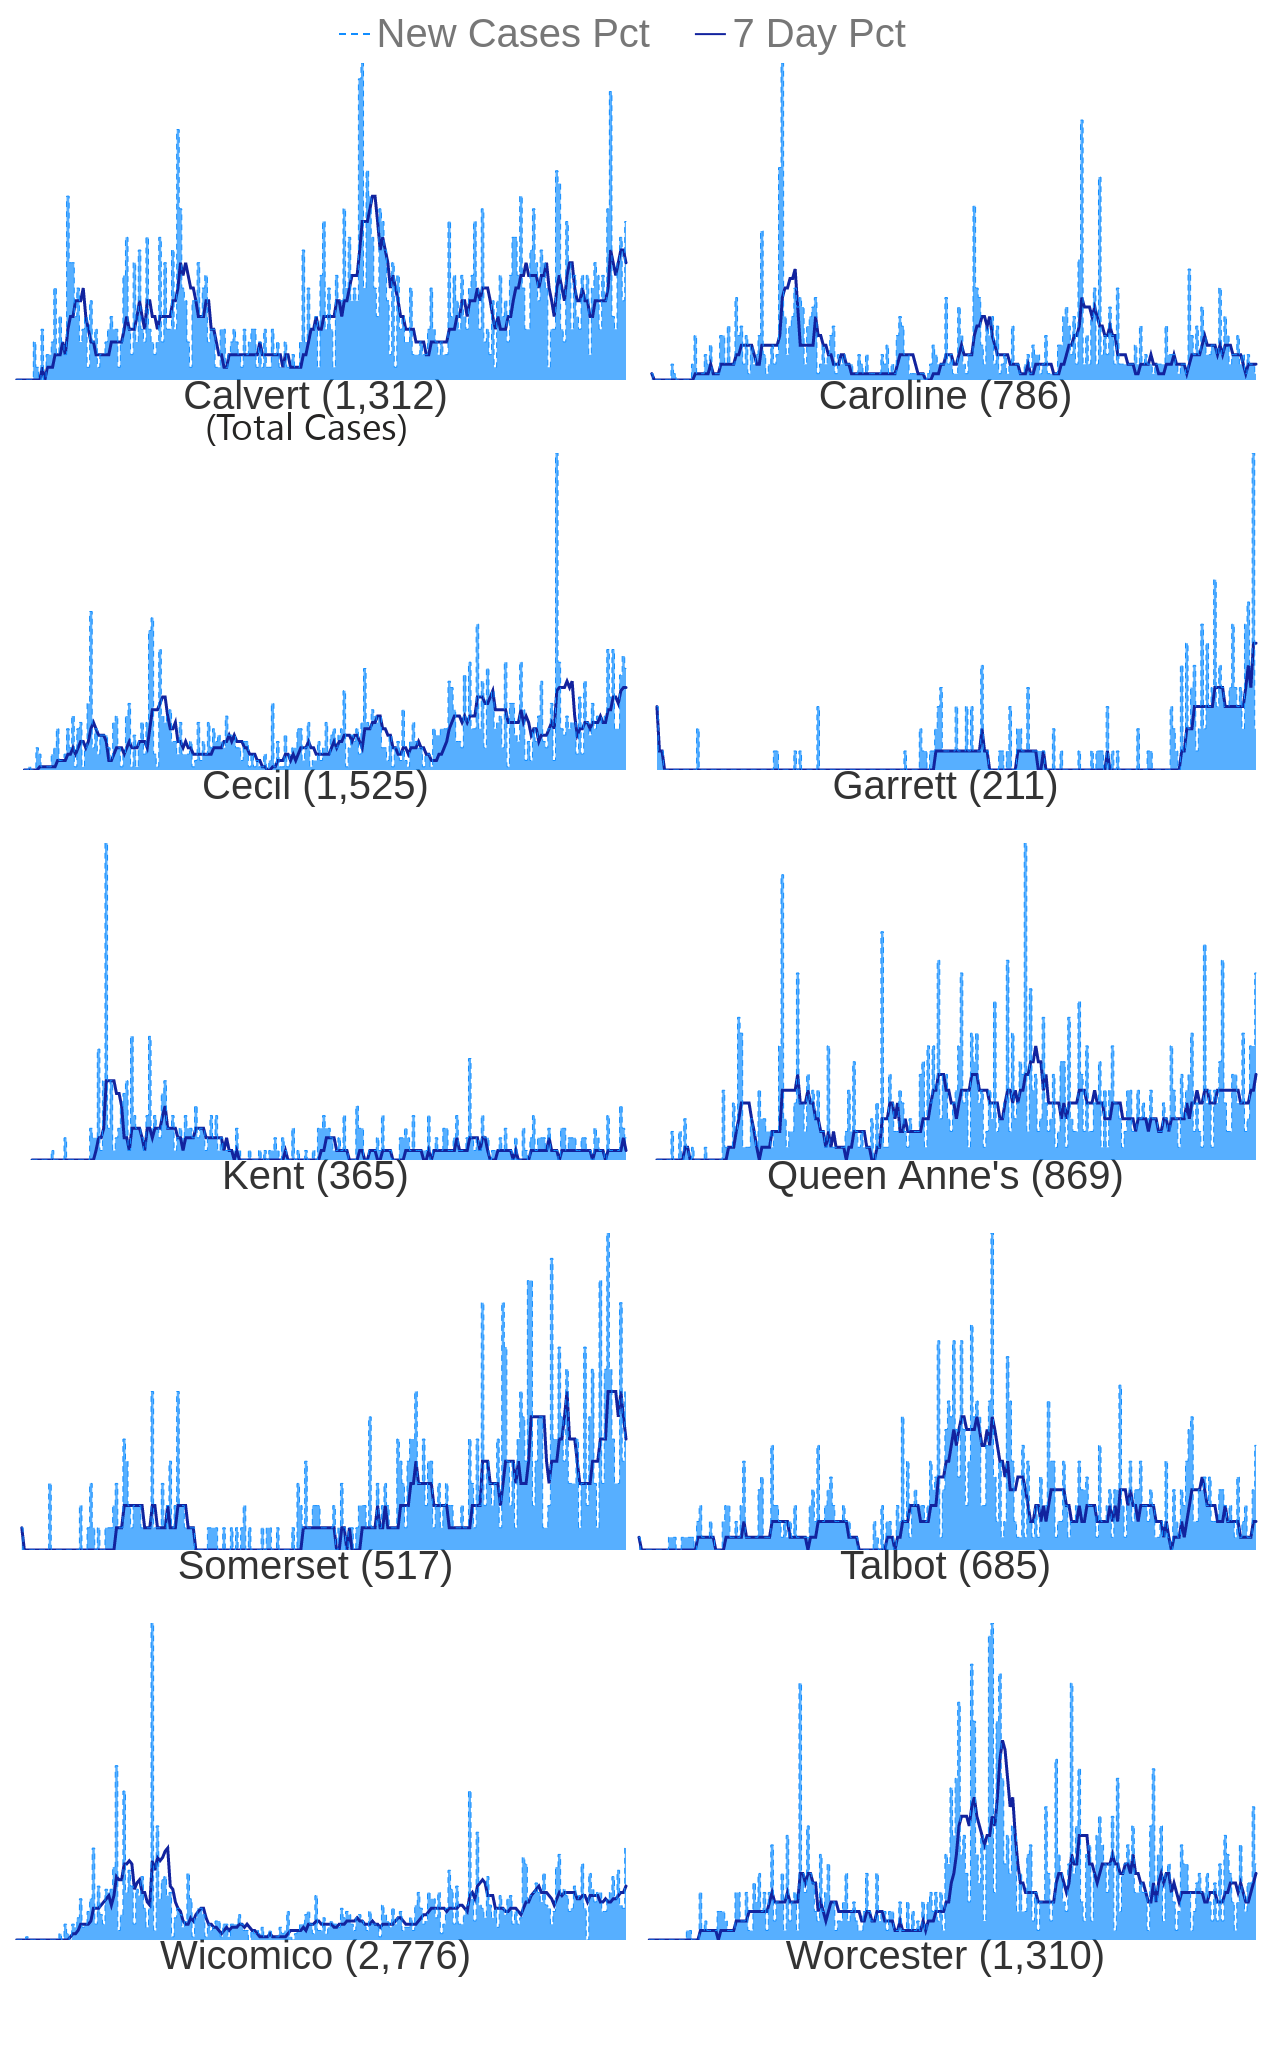 New Cases Pct 7 Day Pct
Calvert (1,312) Caroline (786)
(Total Cases)
Cecil (1,525) Garrett (211)
Kent (365) Queen Anne's (869)
Somerset (517) Talbot (685)
Wicomico (2,776) Worcester (1,310)